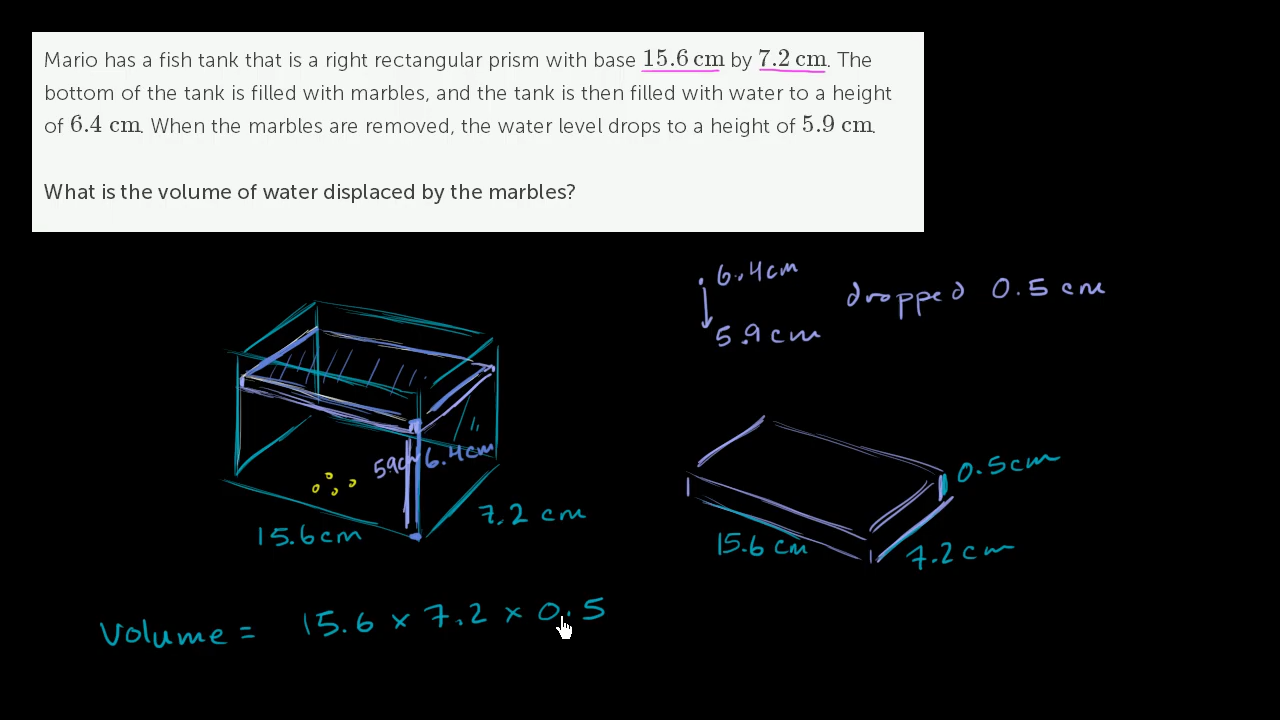 Mario has a fish tank that is a right rectangular prism with base 15.6 cm by 7.2 cm. The
bottom of the tank is filled with marbles, and the tank is then filled with water to a height
of 6.4 cm. When the marbles are removed, the water level drops to a height of 5.9 cm.
What is the volume of water displaced by the marbles?
6.4cm
dropped 0.5 cm
5.9cm
5.9cm 6.4cm
0.5cm
15.6cm
7.2 cm
15.6 cm
7.2 cm
Volume = 15.6 x 7.2 x 0.5